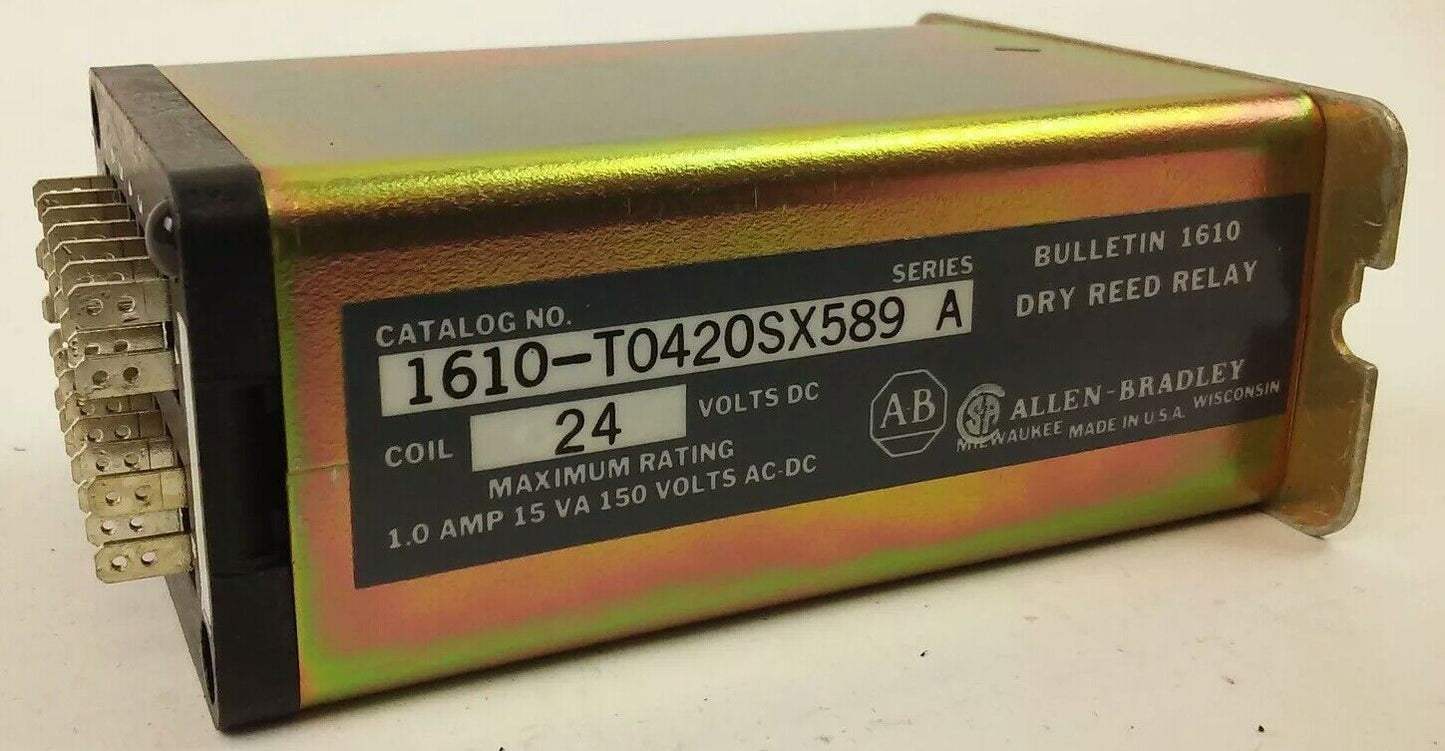 CATALOG NO.
SERIES
1610-T0420SX589 A
COIL 24 VOLTS DC
MAXIMUM RATING
1.0 AMP 15 VA 150 VOLTS AC-DC
BULLETIN 1610
DRY REED RELAY
A-B
SA ALLEN-BRADLEY
MILWAUKEE MADE IN U.S.A. WISCONSIN